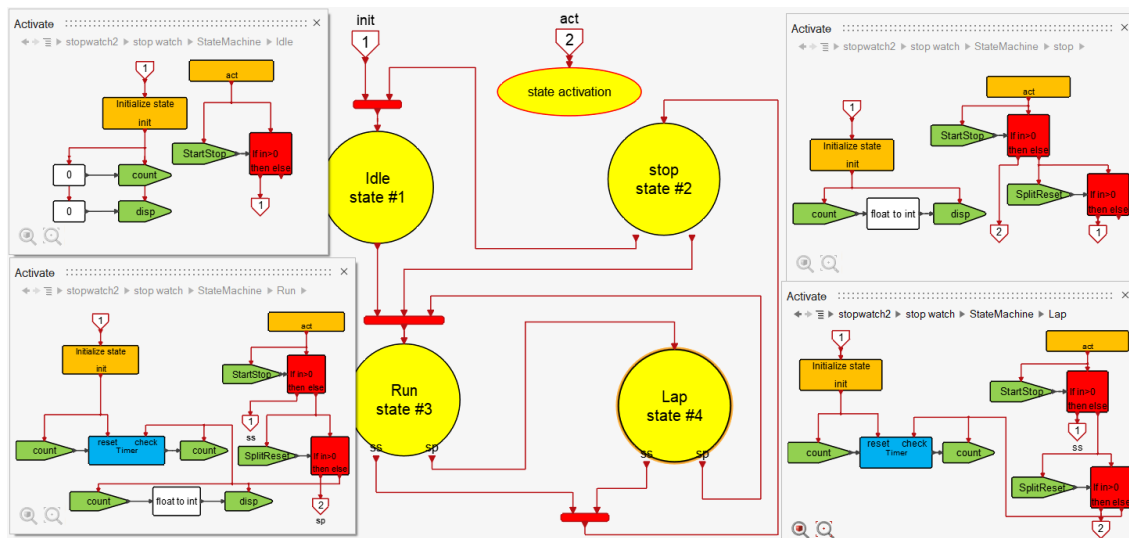 Activate
stopwatch2 stop watch StateMachine Idle
1
act
Initialize state
init
StartStop
If in>0
then else
0
count
0
disp
1
init
1
act
2
state activation
Idle
state #1
stop
state #2
Run
state #3
ss
sp
Lap
state #4
ss
sp
Activate
stopwatch2 stop watch StateMachine stop
act
1
StartStop
If in>0
then else
Initialize state
init
SplitReset
If in>0
then else
count
float to int
disp
2
1
Activate
stopwatch2 stop watch StateMachine Run
1
act
Initialize state
init
StartStop
If in>0
then else
1
ss
count
reset check
Timer
count
SplitReset
If in>0
then else
count
float to int
disp
2
sp
Activate
stopwatch2 stop watch StateMachine Lap
1
act
Initialize state
init
StartStop
If in>0
then else
1
ss
count
reset check
Timer
count
SplitReset
If in>0
then else
2